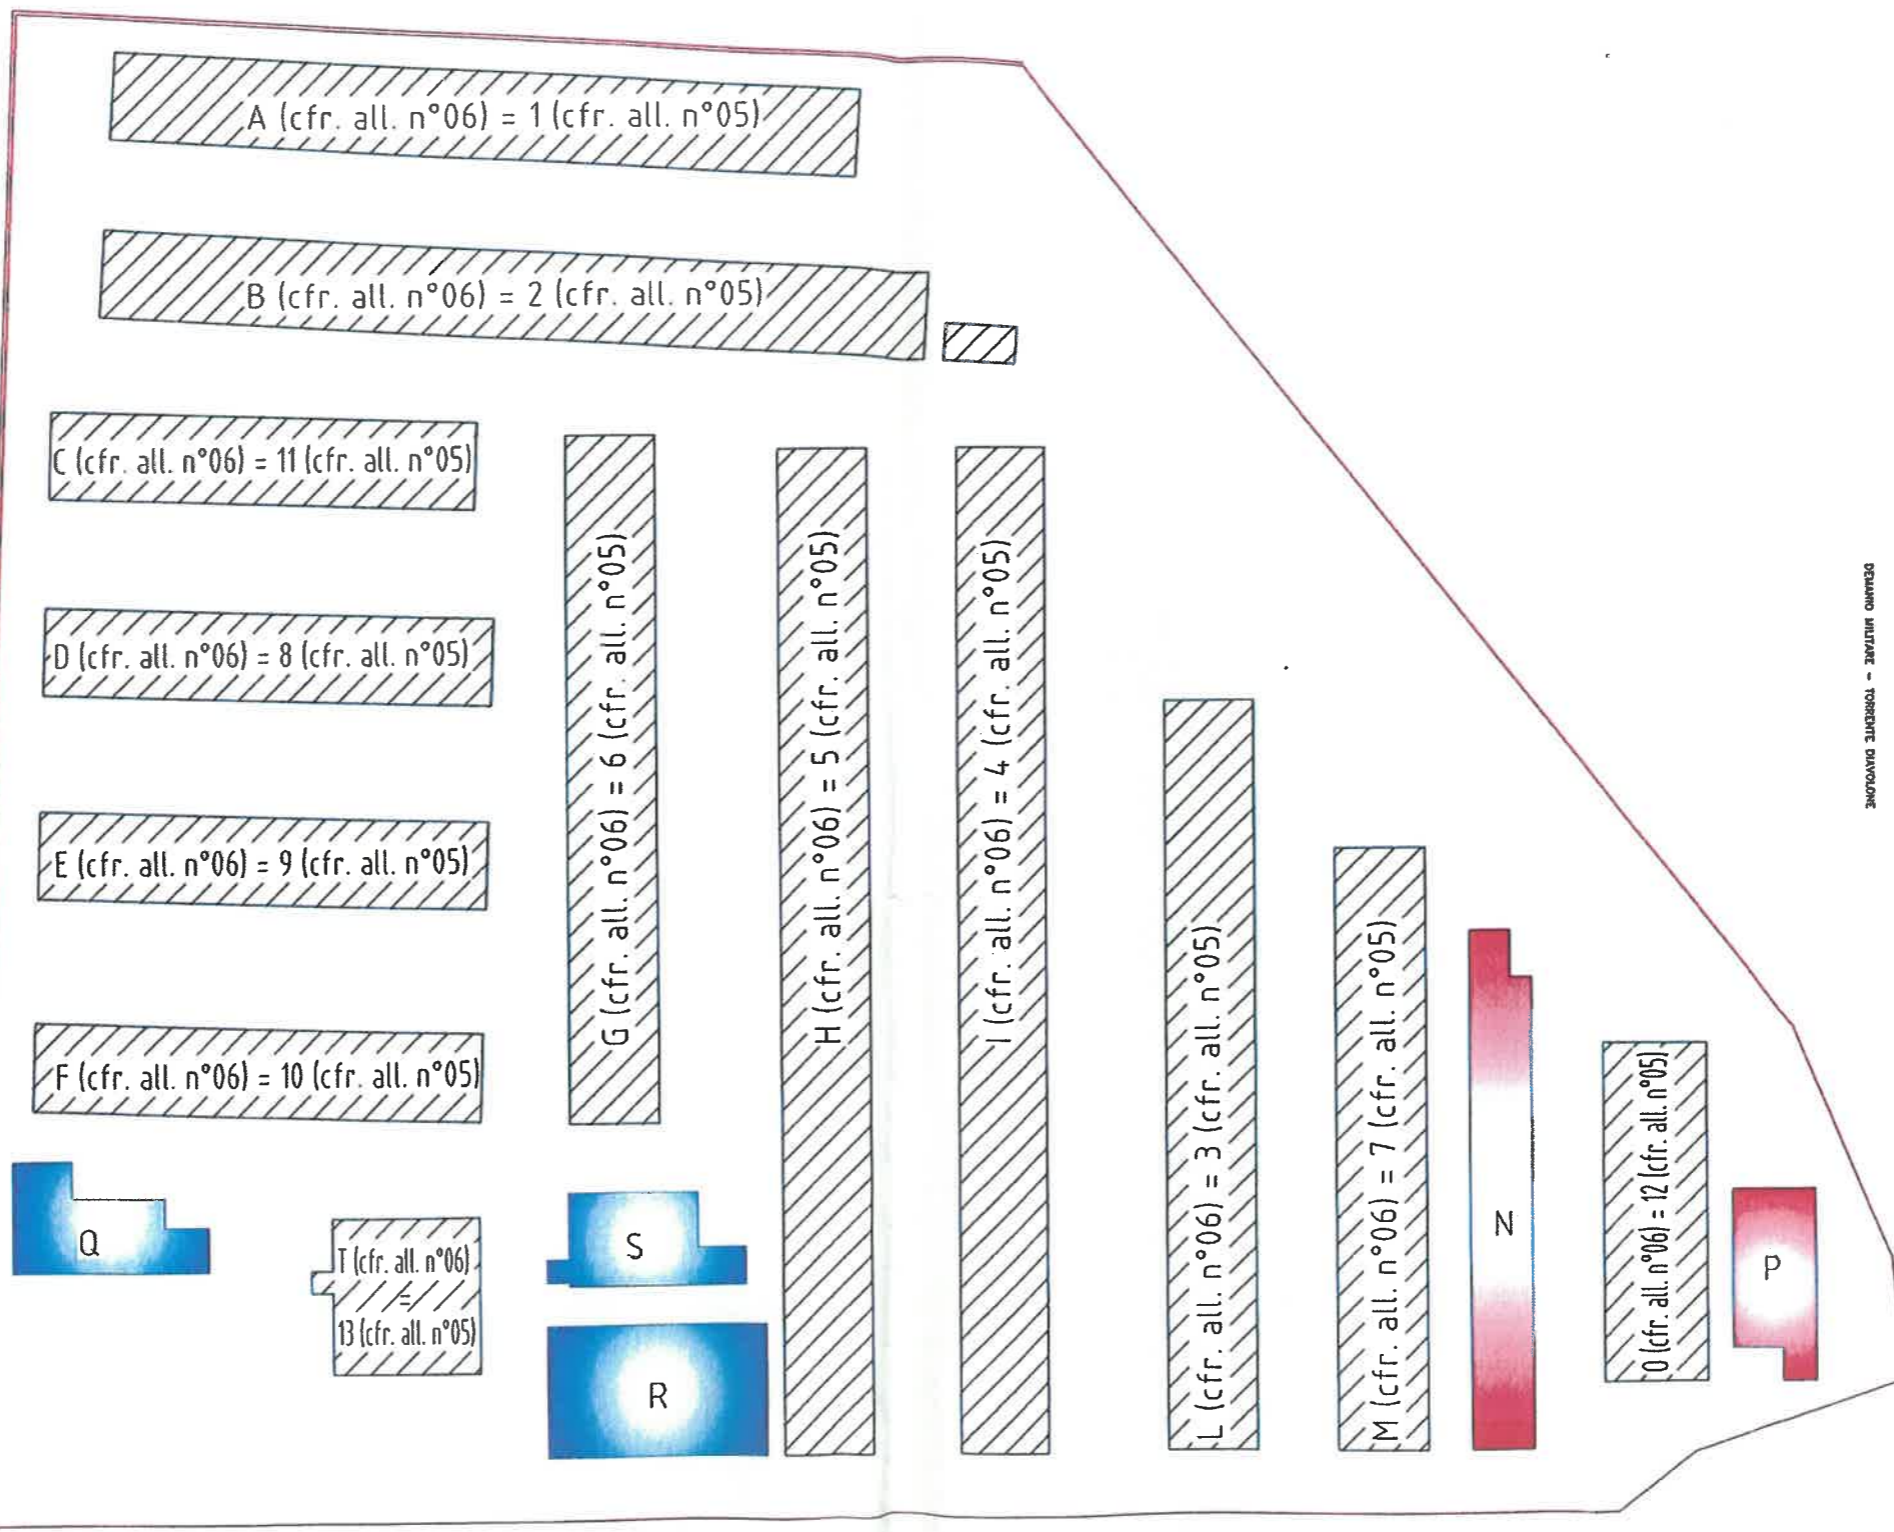 A (cfr. all. n°06) = 1 (cfr. all. n°05)
B (cfr. all. n°06) = 2 (cfr. all. n°05)
C (cfr. all. n°06) = 11 (cfr. all. n°05)
D (cfr. all. n°06) = 8 (cfr. all. n°05)
E (cfr. all. n°06) = 9 (cfr. all. n°05)
F (cfr. all. n°06) = 10 (cfr. all. n°05)
G (cfr. all. n°06) = 6 (cfr. all. n°05)
H (cfr. all. n°06) = 5 (cfr. all. n°05)
I (cfr. all. n°06) = 4 (cfr. all. n°05)
L (cfr. all. n°06) = 3 (cfr. all. n°05)
M (cfr. all. n°06) = 7 (cfr. all. n°05)
N
O (cfr. all. n°06) = 12 (cfr. all. n°05)
P
Q
T (cfr. all. n°06)
=
13 (cfr. all. n°05)
S
R
DEMANIO MILITARE - TORRENTE DIAVOLONE